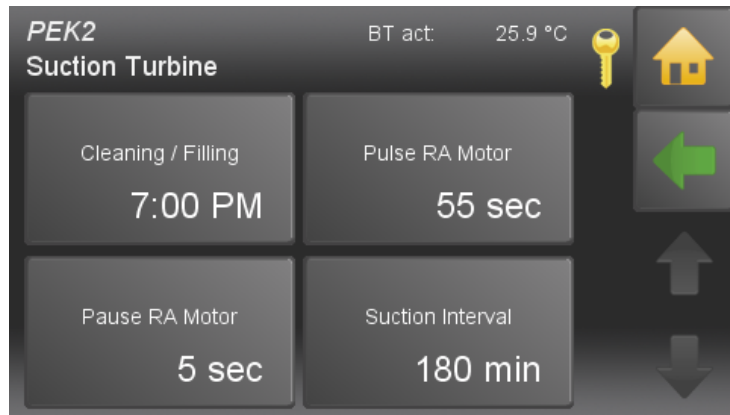 PEK2
BT act: 25.9 °C
Suction Turbine
Cleaning / Filling
7:00 PM
Pulse RA Motor
55 sec
Pause RA Motor
5 sec
Suction Interval
180 min